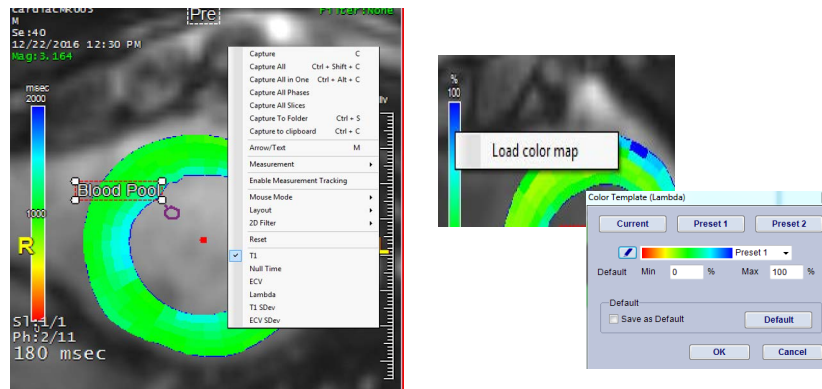 CardiacMR003
Pre
Filter:None
M
Se:40
12/22/2016 12:30 PM
Mag:3.164
msec
2000
1000
R
Blood Pool
Sl:1/1
Ph:2/11
180 msec
Capture C
Capture All Ctrl + Shift + C
Capture All in One Ctrl + Alt + C
Capture All Phases
Capture All Slices
Capture To Folder Ctrl + S
Capture to clipboard Ctrl + C
Arrow/Text M
Measurement
Enable Measurement Tracking
Mouse Mode
Layout
2D Filter
Reset
T1
Null Time
ECV
Lambda
T1 SDev
ECV SDev
%
100
Load color map
Color Template (Lambda)
Current Preset 1 Preset 2
Preset 1
Default Min 0 % Max 100 %
Default
Save as Default Default
OK Cancel